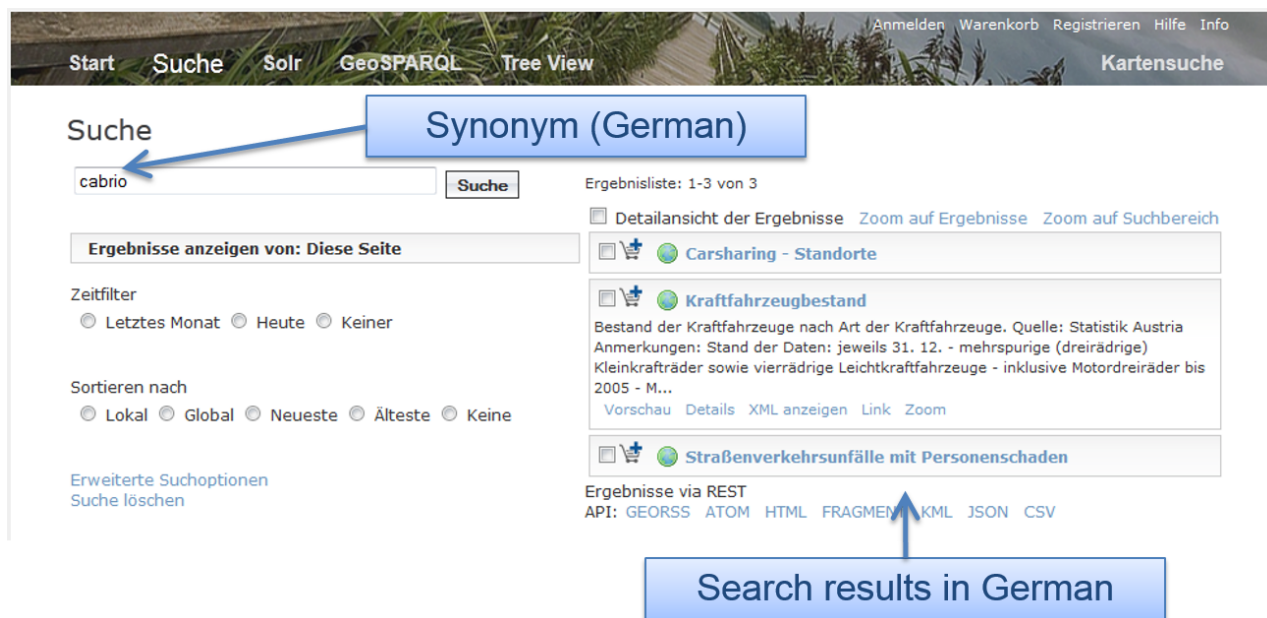 Anmelden Warenkorb Registrieren Hilfe Info
Start Suche Solr GeoSPARQL Tree View Kartensuche
Suche
Synonym (German)
cabrio
Suche
Ergebnisse anzeigen von: Diese Seite
Zeitfilter
Letztes Monat Heute Keiner
Sortieren nach
Lokal Global Neueste Älteste Keine
Erweiterte Suchoptionen
Suche löschen
Ergebnisliste: 1-3 von 3
Detailansicht der Ergebnisse Zoom auf Ergebnisse Zoom auf Suchbereich
Carsharing - Standorte
Kraftfahrzeugbestand
Bestand der Kraftfahrzeuge nach Art der Kraftfahrzeuge. Quelle: Statistik Austria
Anmerkungen: Stand der Daten: jeweils 31. 12. - mehrspurige (dreirädrige)
Kleinkrafträder sowie vierrädrige Leichtkraftfahrzeuge - inklusive Motordreiräder bis
2005 - M...
Vorschau Details XML anzeigen Link Zoom
Straßenverkehrsunfälle mit Personenschaden
Ergebnisse via REST
API: GEORSS ATOM HTML FRAGMENT KML JSON CSV
Search results in German